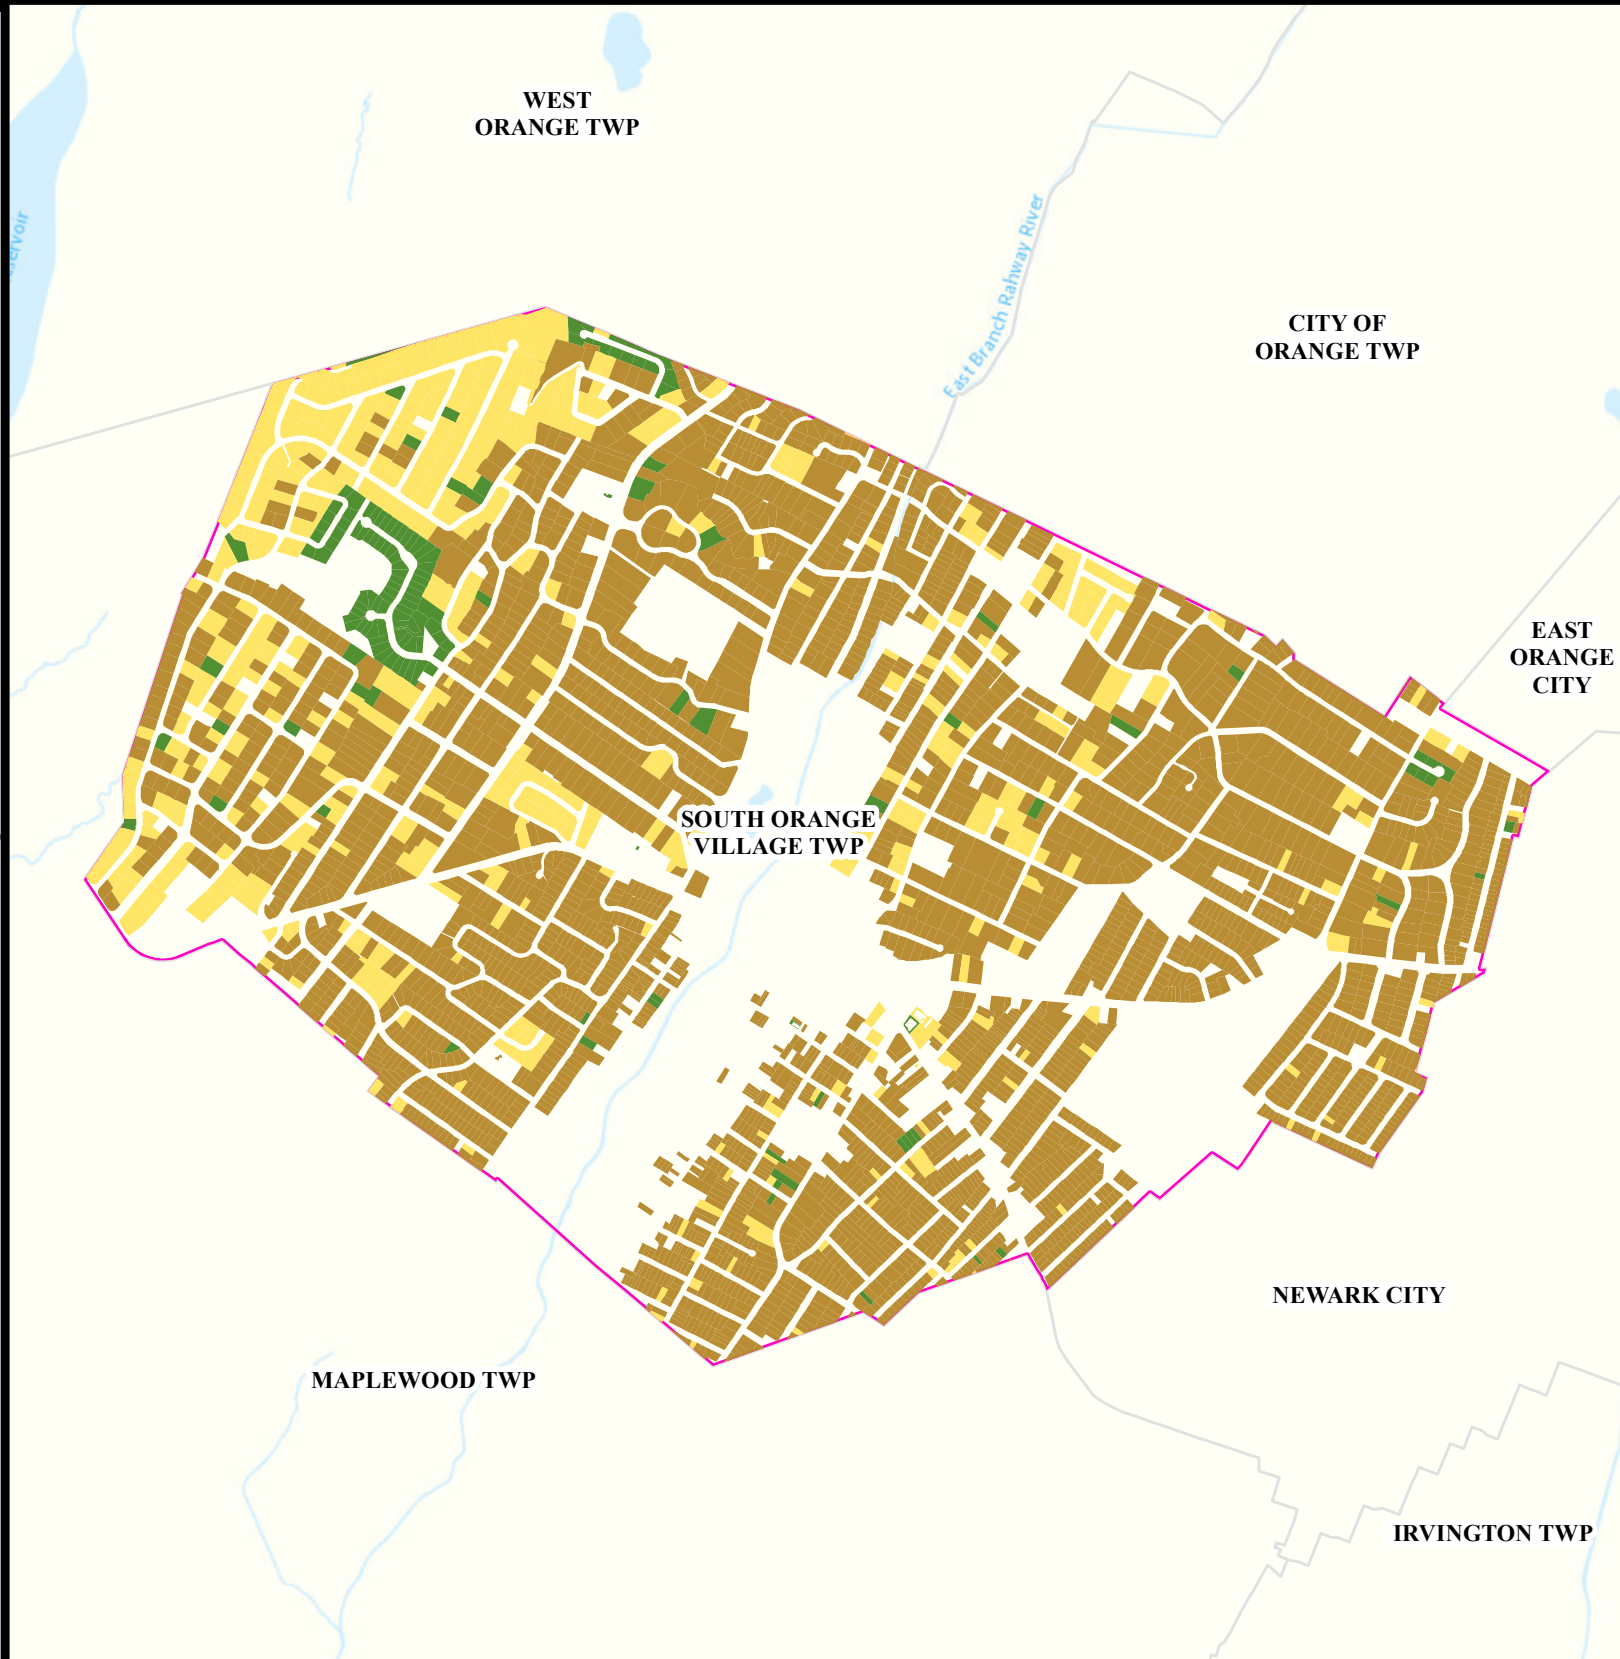 WEST
ORANGE TWP
East Branch Rahway River
CITY OF
ORANGE TWP
EAST
ORANGE
CITY
SOUTH ORANGE
VILLAGE TWP
NEWARK CITY
MAPLEWOOD TWP
IRVINGTON TWP